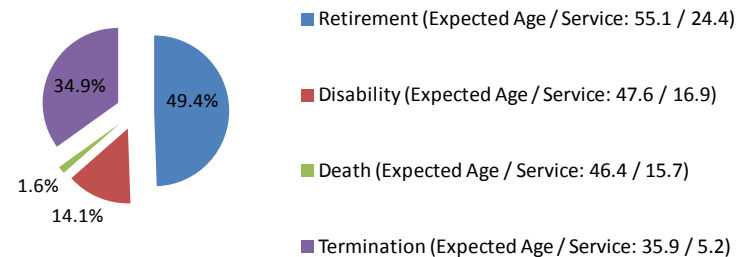 Retirement (Expected Age / Service: 55.1 / 24.4)
34.9%
49.4%
Disability (Expected Age / Service: 47.6 / 16.9)
Death (Expected Age / Service: 46.4 / 15.7)
1.6%
14.1%
Termination (Expected Age / Service: 35.9 / 5.2)